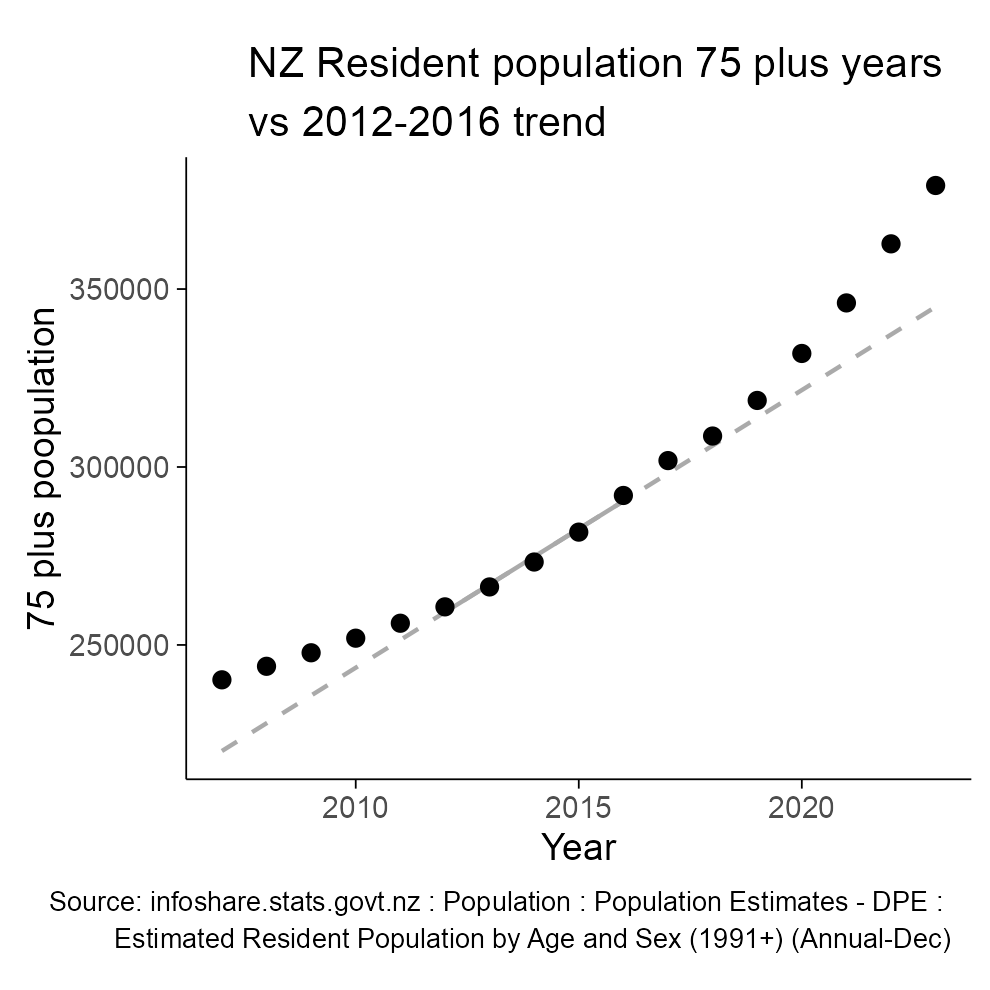 NZ Resident population 75 plus years
vs 2012-2016 trend
75 plus poopulation
350000
300000
250000
2010
2015
2020
Year
Source: infoshare.stats.govt.nz : Population : Population Estimates - DPE :
Estimated Resident Population by Age and Sex (1991+) (Annual-Dec)